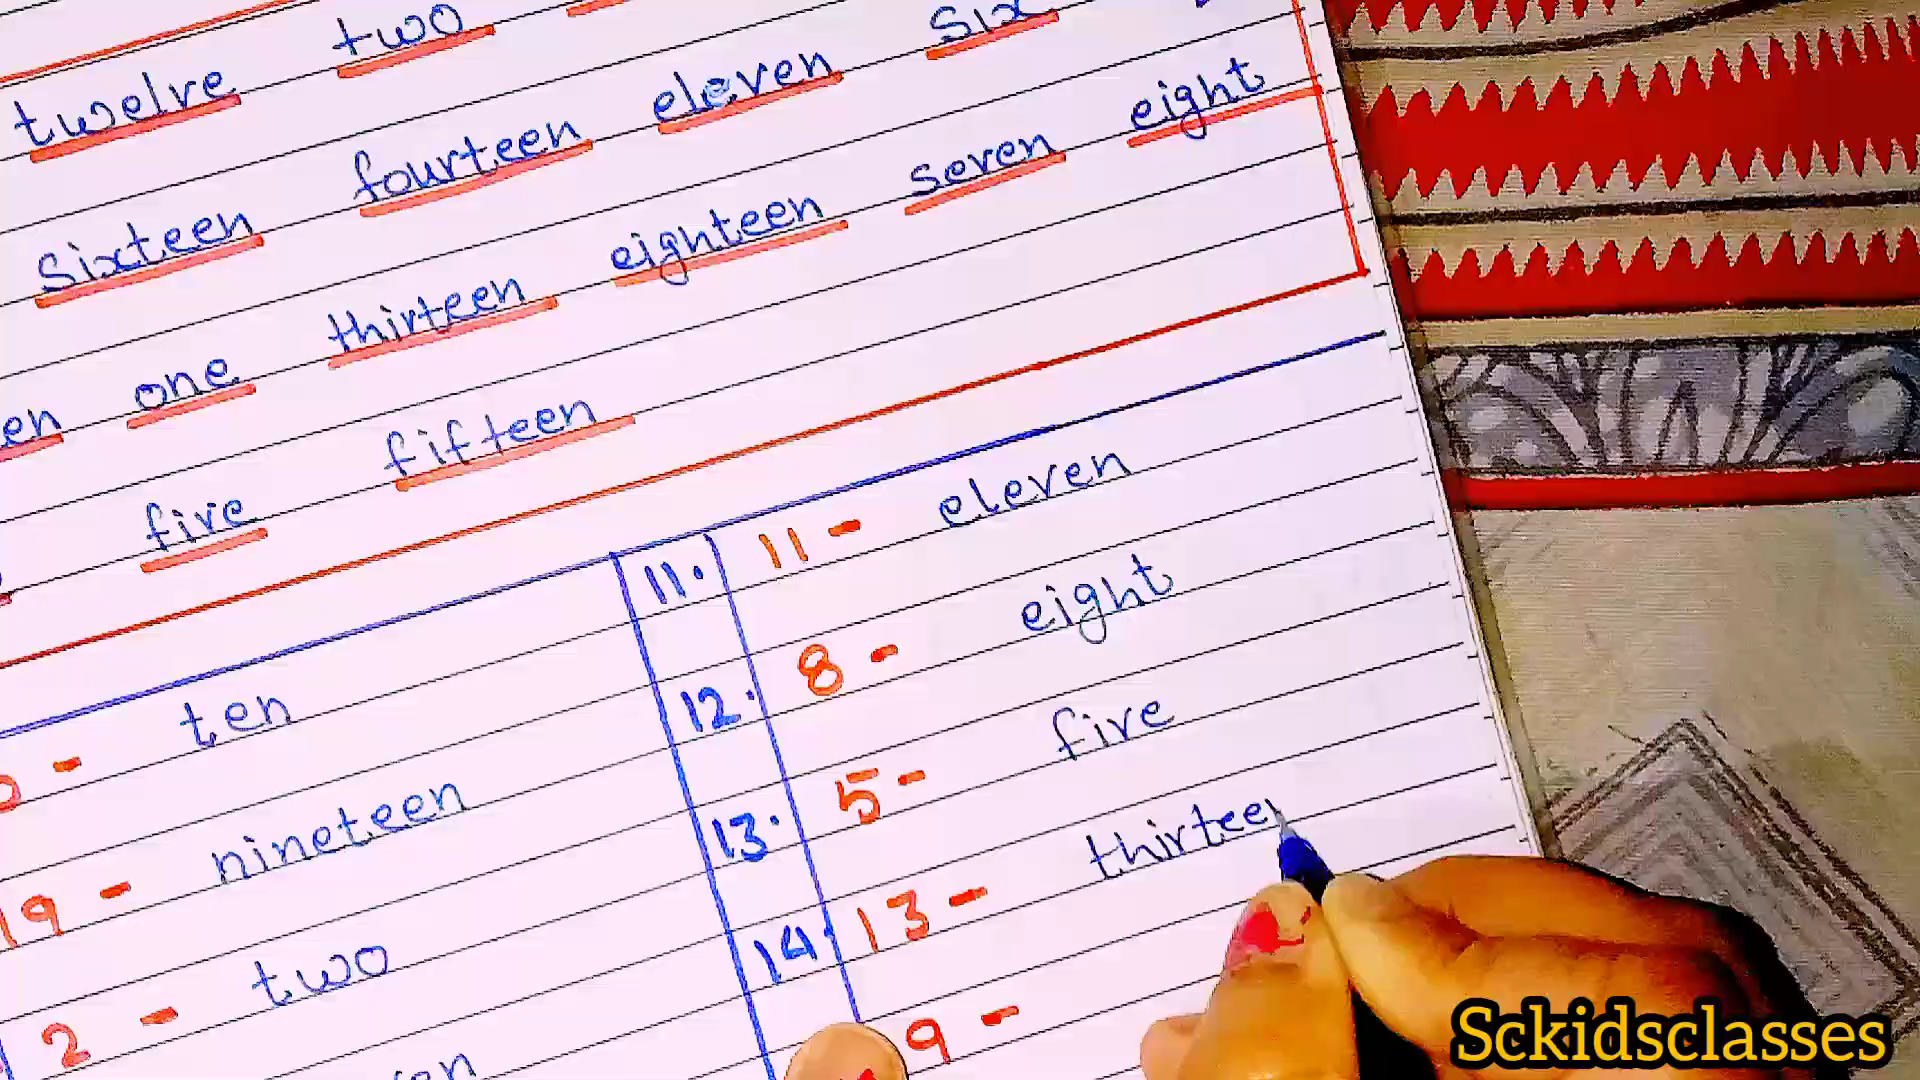 twelve two
sixteen fourteen eleven six
one thirteen eighteen seven eight
five fifteen
ten
19 - nineteen
2 - two
11. 11 - eleven
12. 8 - eight
13. 5 - five
14. 13 - thirtee
9 -
Sckidsclasses